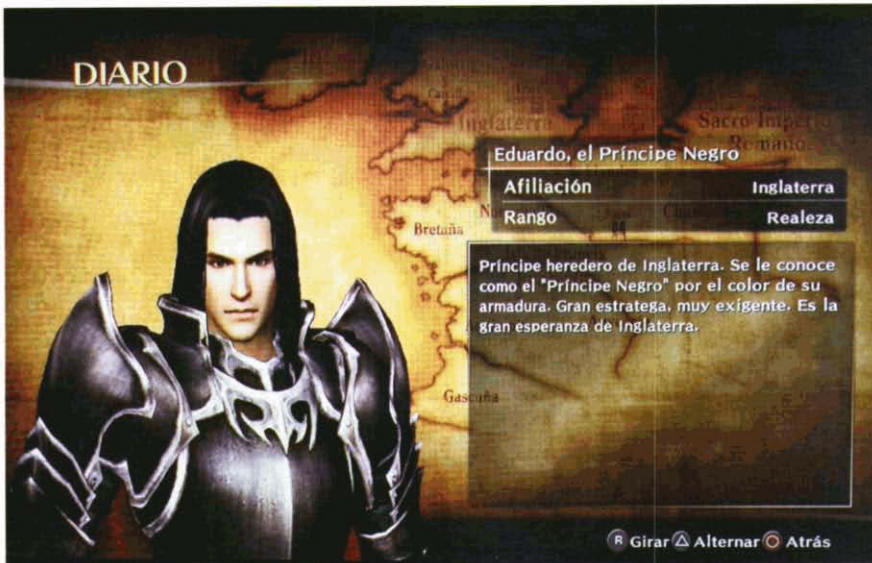 DIARIO
Inglaterra
Sacro Imperio
Romano
Eduardo, el Príncipe Negro
Afiliación Inglaterra
Rango Realeza
Bretaña
Príncipe heredero de Inglaterra. Se le conoce
como el "Príncipe Negro" por el color de su
armadura. Gran estratega, muy exigente. Es la
gran esperanza de Inglaterra.
Gascuña
R Girar △ Alternar ○ Atrás